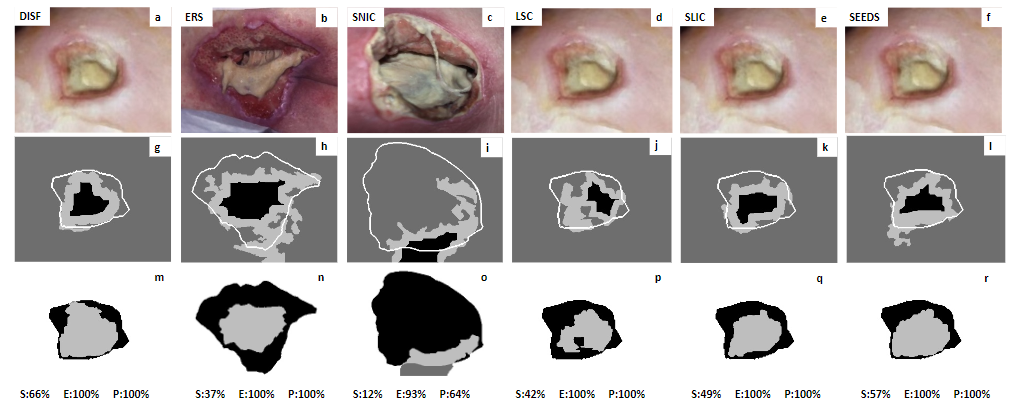 DISF a ERS b SNIC c LSC d SLIC e SEEDS f
g h i j k l
m n o p q r
S:66% E:100% P:100% S:37% E:100% P:100% S:12% E:93% P:64% S:42% E:100% P:100% S:49% E:100% P:100% S:57% E:100% P:100%